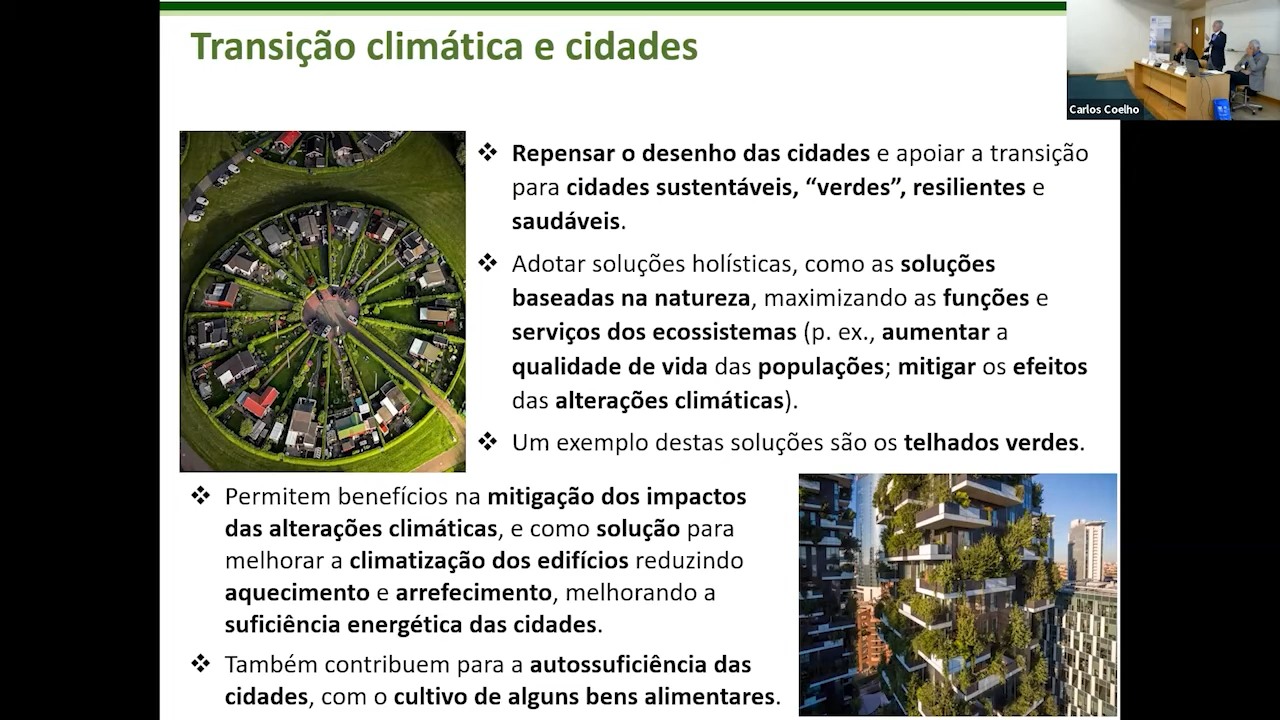 Transição climática e cidades
Carlos Coelho
❖ Repensar o desenho das cidades e apoiar a transição
para cidades sustentáveis, “verdes”, resilientes e
saudáveis.
❖ Adotar soluções holísticas, como as soluções
baseadas na natureza, maximizando as funções e
serviços dos ecossistemas (p. ex., aumentar a
qualidade de vida das populações; mitigar os efeitos
das alterações climáticas).
❖ Um exemplo destas soluções são os telhados verdes.
❖ Permitem benefícios na mitigação dos impactos
das alterações climáticas, e como solução para
melhorar a climatização dos edifícios reduzindo
aquecimento e arrefecimento, melhorando a
suficiência energética das cidades.
❖ Também contribuem para a autossuficiência das
cidades, com o cultivo de alguns bens alimentares.